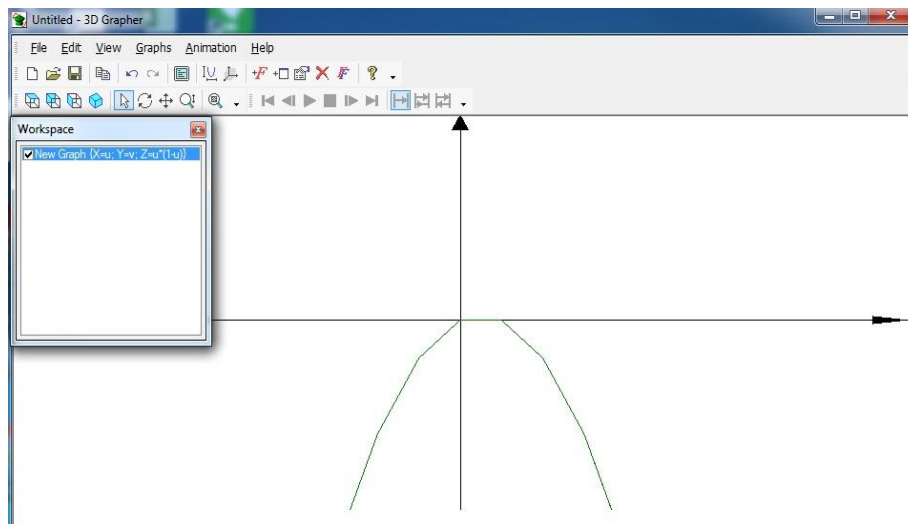 Untitled - 3D Grapher
File Edit View Graphs Animation Help
Workspace
New Graph {X=u; Y=v; Z=u*(1-u)}